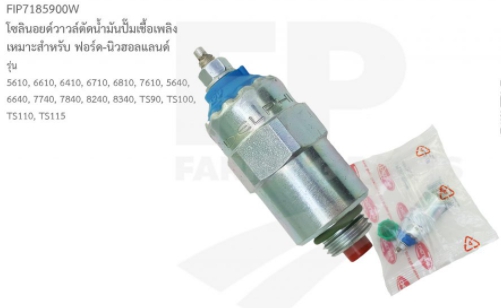 FIP7185900W
โซลินอยด์วาวล์ดัดน้ำมันปั๊มเชื้อเพลิง
เหมาะสำหรับ ฟอร์ด-นิวฮอลแลนด์
รุ่น
5610, 6610, 6410, 6710, 6810, 7610, 5640,
6640, 7740, 7840, 8240, 8340, TS90, TS100,
TS110, TS115